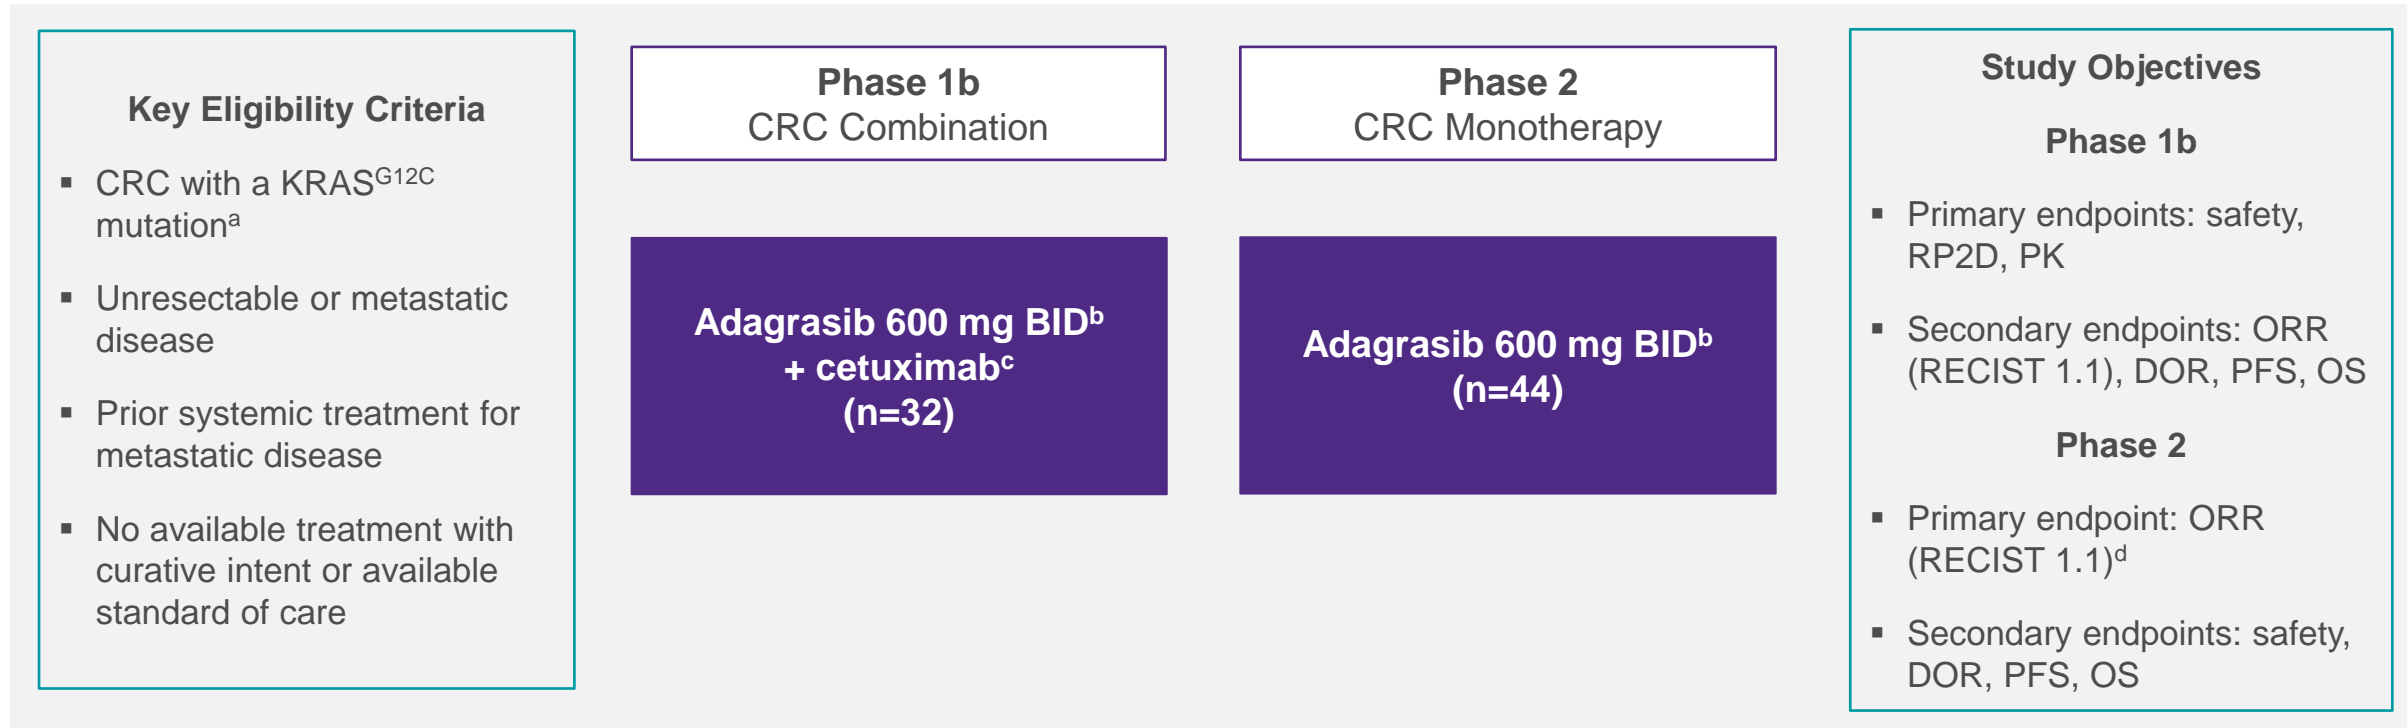 Key Eligibility Criteria
▪ CRC with a KRASG12C
mutationa
▪ Unresectable or metastatic
disease
▪ Prior systemic treatment for
metastatic disease
▪ No available treatment with
curative intent or available
standard of care
Phase 1b
CRC Combination
Adagrasib 600 mg BIDb
+ cetuximabc
(n=32)
Phase 2
CRC Monotherapy
Adagrasib 600 mg BIDb
(n=44)
Study Objectives
Phase 1b
▪ Primary endpoints: safety,
RP2D, PK
▪ Secondary endpoints: ORR
(RECIST 1.1), DOR, PFS, OS
Phase 2
▪ Primary endpoint: ORR
(RECIST 1.1)d
▪ Secondary endpoints: safety,
DOR, PFS, OS